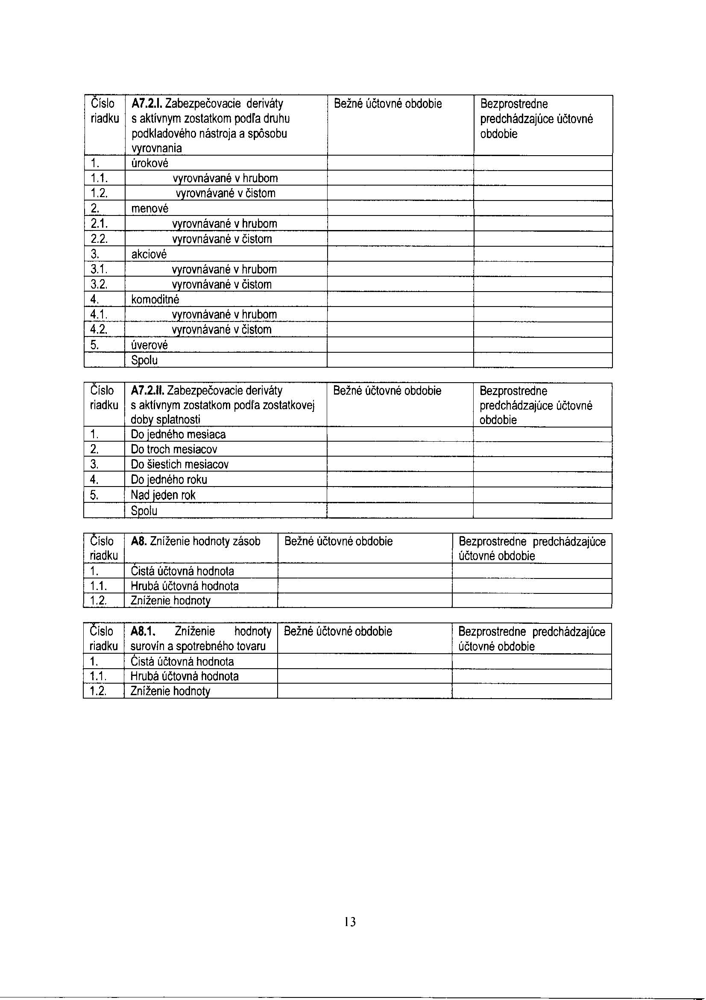 Číslo riadku A7.2.I. Zabezpečovacie deriváty s aktívnym zostatkom podľa druhu podkladového nástroja a spôsobu vyrovnania Bežné účtovné obdobie Bezprostredne predchádzajúce účtovné obdobie
1. úrokové
1.1. vyrovnávané v hrubom
1.2. vyrovnávané v čistom
2. menové
2.1. vyrovnávané v hrubom
2.2. vyrovnávané v čistom
3. akciové
3.1. vyrovnávané v hrubom
3.2. vyrovnávané v čistom
4. komoditné
4.1. vyrovnávané v hrubom
4.2. vyrovnávané v čistom
5. úverové
Spolu
Číslo riadku A7.2.II. Zabezpečovacie deriváty s aktívnym zostatkom podľa zostatkovej doby splatnosti Bežné účtovné obdobie Bezprostredne predchádzajúce účtovné obdobie
1. Do jedného mesiaca
2. Do troch mesiacov
3. Do šiestich mesiacov
4. Do jedného roku
5. Nad jeden rok
Spolu
Číslo riadku A8. Zníženie hodnoty zásob Bežné účtovné obdobie Bezprostredne predchádzajúce účtovné obdobie
1. Čistá účtovná hodnota
1.1. Hrubá účtovná hodnota
1.2. Zníženie hodnoty
Číslo riadku A8.1. Zníženie hodnoty surovín a spotrebného tovaru Bežné účtovné obdobie Bezprostredne predchádzajúce účtovné obdobie
1. Čistá účtovná hodnota
1.1. Hrubá účtovná hodnota
1.2. Zníženie hodnoty
13